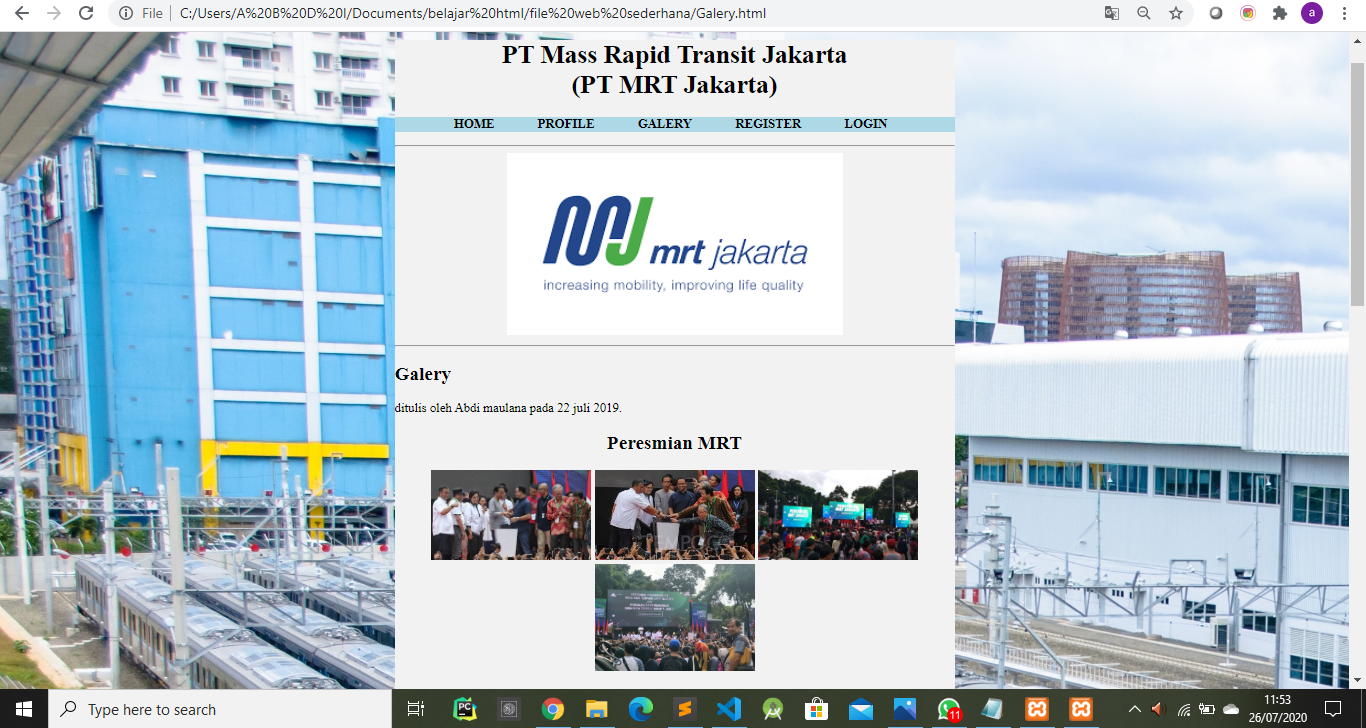 File
C:/Users/A%20B%20D%20I/Documents/belajar%20html/file%20web%20sederhana/Galery.html
a
PT Mass Rapid Transit Jakarta
(PT MRT Jakarta)
HOME PROFILE GALERY REGISTER LOGIN
mrt jakarta
increasing mobility, improving life quality
Galery
ditulis oleh Abdi maulana pada 22 juli 2019.
Peresmian MRT
Type here to search
PC
11
11:53
26/07/2020